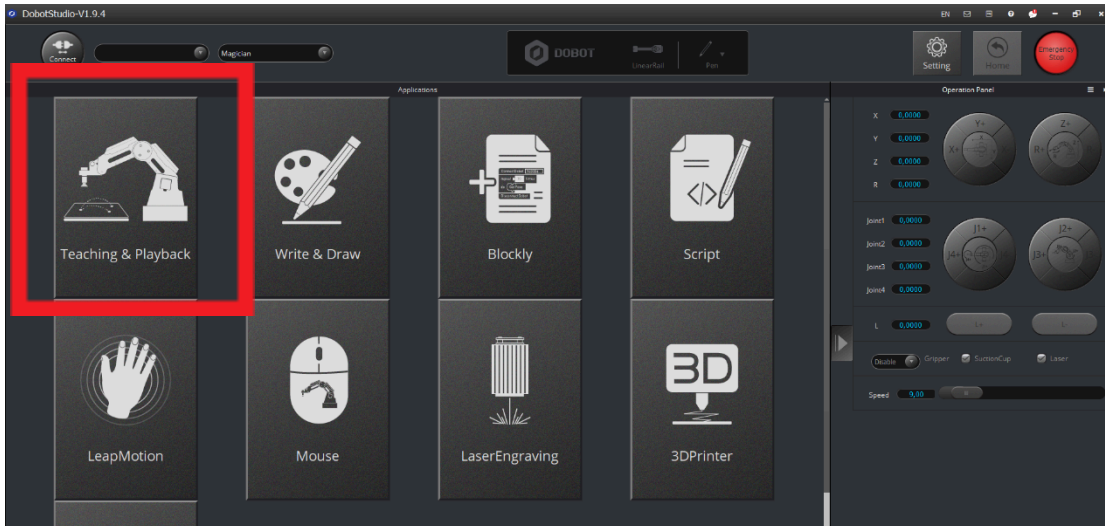 DobotStudio-V1.9.4
EN
Connect
Magician
DOBOT
LinearRail
Pen
Setting
Home
Emergency
Stop
Applications
Operation Panel
Teaching & Playback
Write & Draw
Blockly
Script
LeapMotion
Mouse
LaserEngraving
3D
3DPrinter
X 0,0000
Y 0,0000
Z 0,0000
R 0,0000
Y+
X+
Z+
R+
Joint1 0,0000
Joint2 0,0000
Joint3 0,0000
Joint4 0,0000
J1+
J4+
J2+
J3+
L 0,0000
L+
Disable
Gripper
SuctionCup
Laser
Speed 9,00